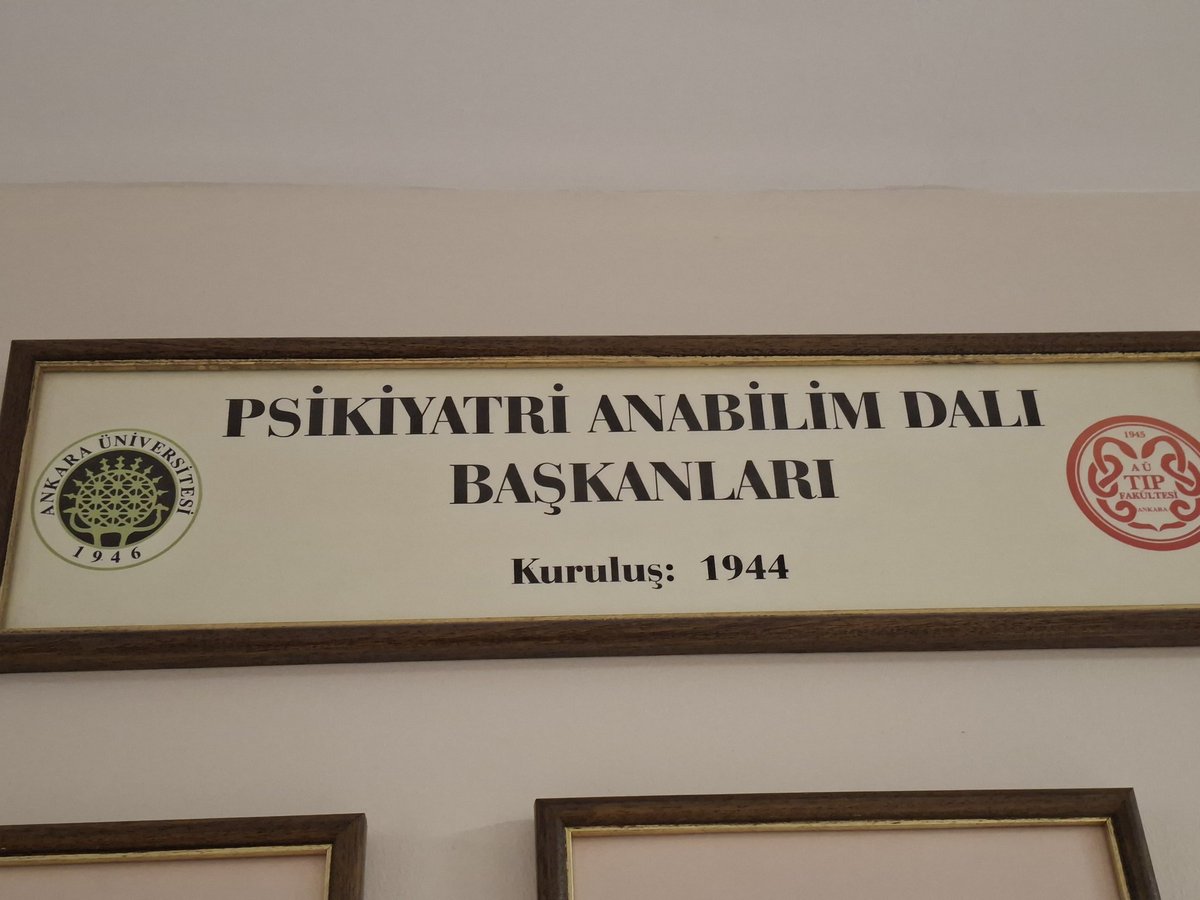 PSİKİYATRİ ANABİLİM DALI
BAŞKANLARI
Kuruluş: 1944
ANKARA ÜNİVERSİTESİ
1946
1945
AÜ
TIP
FAKÜLTESİ
ANKARA